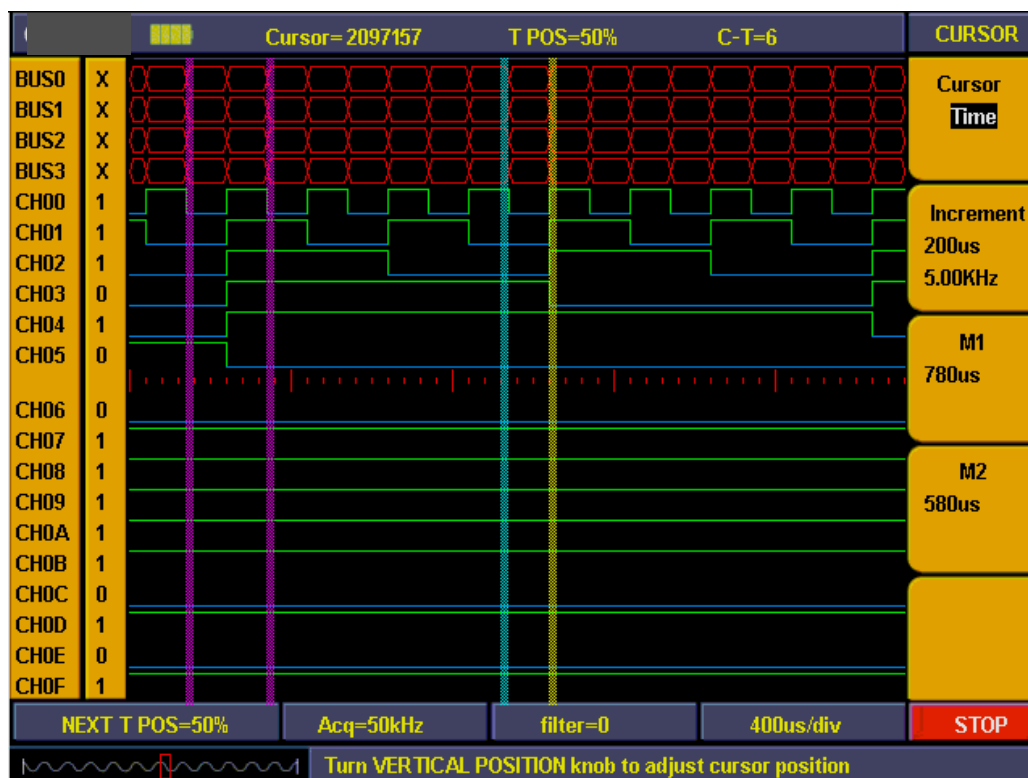 Cursor=2097157 T POS=50% C-T=6 CURSOR
BUS0 X
BUS1 X
BUS2 X
BUS3 X
CH00 1
CH01 1
CH02 1
CH03 0
CH04 1
CH05 0
CH06 0
CH07 1
CH08 1
CH09 1
CH0A 1
CH0B 1
CH0C 0
CH0D 1
CH0E 0
CH0F 1
Cursor
Time
Increment
200us
5.00KHz
M1
780us
M2
580us
NEXT T POS=50% Acq=50kHz filter=0 400us/div STOP
Turn VERTICAL POSITION knob to adjust cursor position